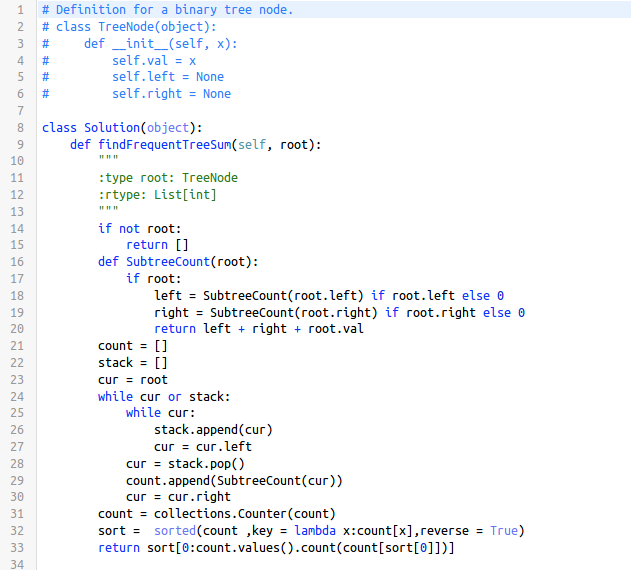 1 # Definition for a binary tree node.
2 # class TreeNode(object):
3 #     def __init__(self, x):
4 #         self.val = x
5 #         self.left = None
6 #         self.right = None
7
8 class Solution(object):
9     def findFrequentTreeSum(self, root):
10         """
11         :type root: TreeNode
12         :rtype: List[int]
13         """
14         if not root:
15             return []
16         def SubtreeCount(root):
17             if root:
18                 left = SubtreeCount(root.left) if root.left else 0
19                 right = SubtreeCount(root.right) if root.right else 0
20                 return left + right + root.val
21         count = []
22         stack = []
23         cur = root
24         while cur or stack:
25             while cur:
26                 stack.append(cur)
27                 cur = cur.left
28             cur = stack.pop()
29             count.append(SubtreeCount(cur))
30             cur = cur.right
31         count = collections.Counter(count)
32         sort =  sorted(count ,key = lambda x:count[x],reverse = True)
33         return sort[0:count.values().count(count[sort[0]])]
34